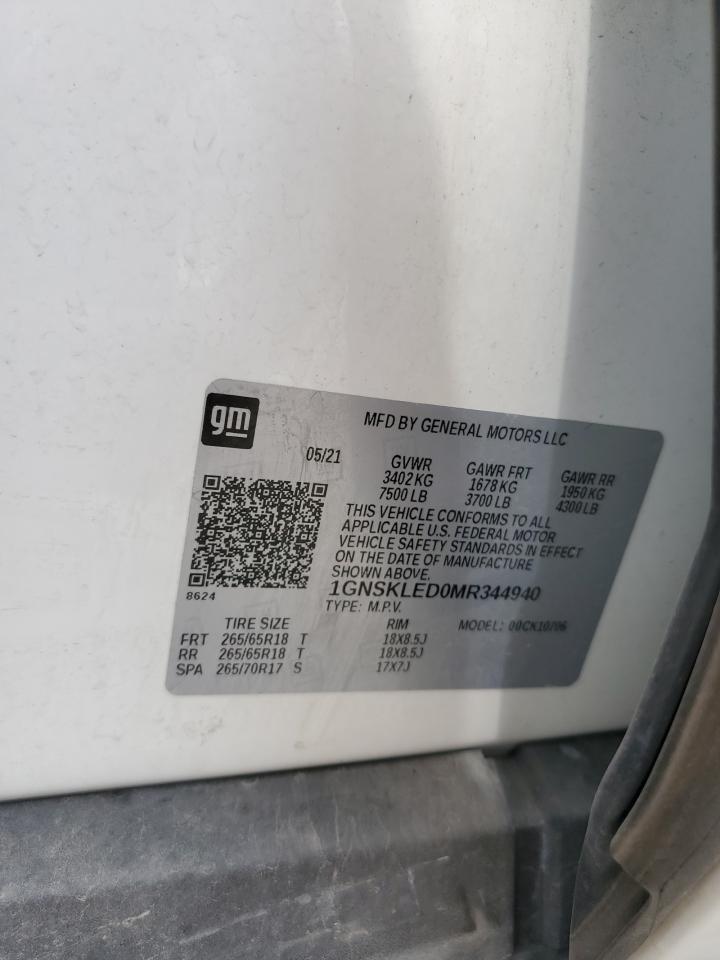 gm
MFD BY GENERAL MOTORS LLC
05/21
GVWR GAWR FRT GAWR RR
3402 KG 1678 KG 1950 KG
7500 LB 3700 LB 4300 LB
THIS VEHICLE CONFORMS TO ALL
APPLICABLE U.S. FEDERAL MOTOR
VEHICLE SAFETY STANDARDS IN EFFECT
ON THE DATE OF MANUFACTURE
SHOWN ABOVE.
8624
1GNSKLED0MR344940
TYPE: M.P.V.
MODEL: 00CK10706
TIRE SIZE RIM
FRT 265/65R18 T 18X8.5J
RR 265/65R18 T 18X8.5J
SPA 265/70R17 S 17X7J